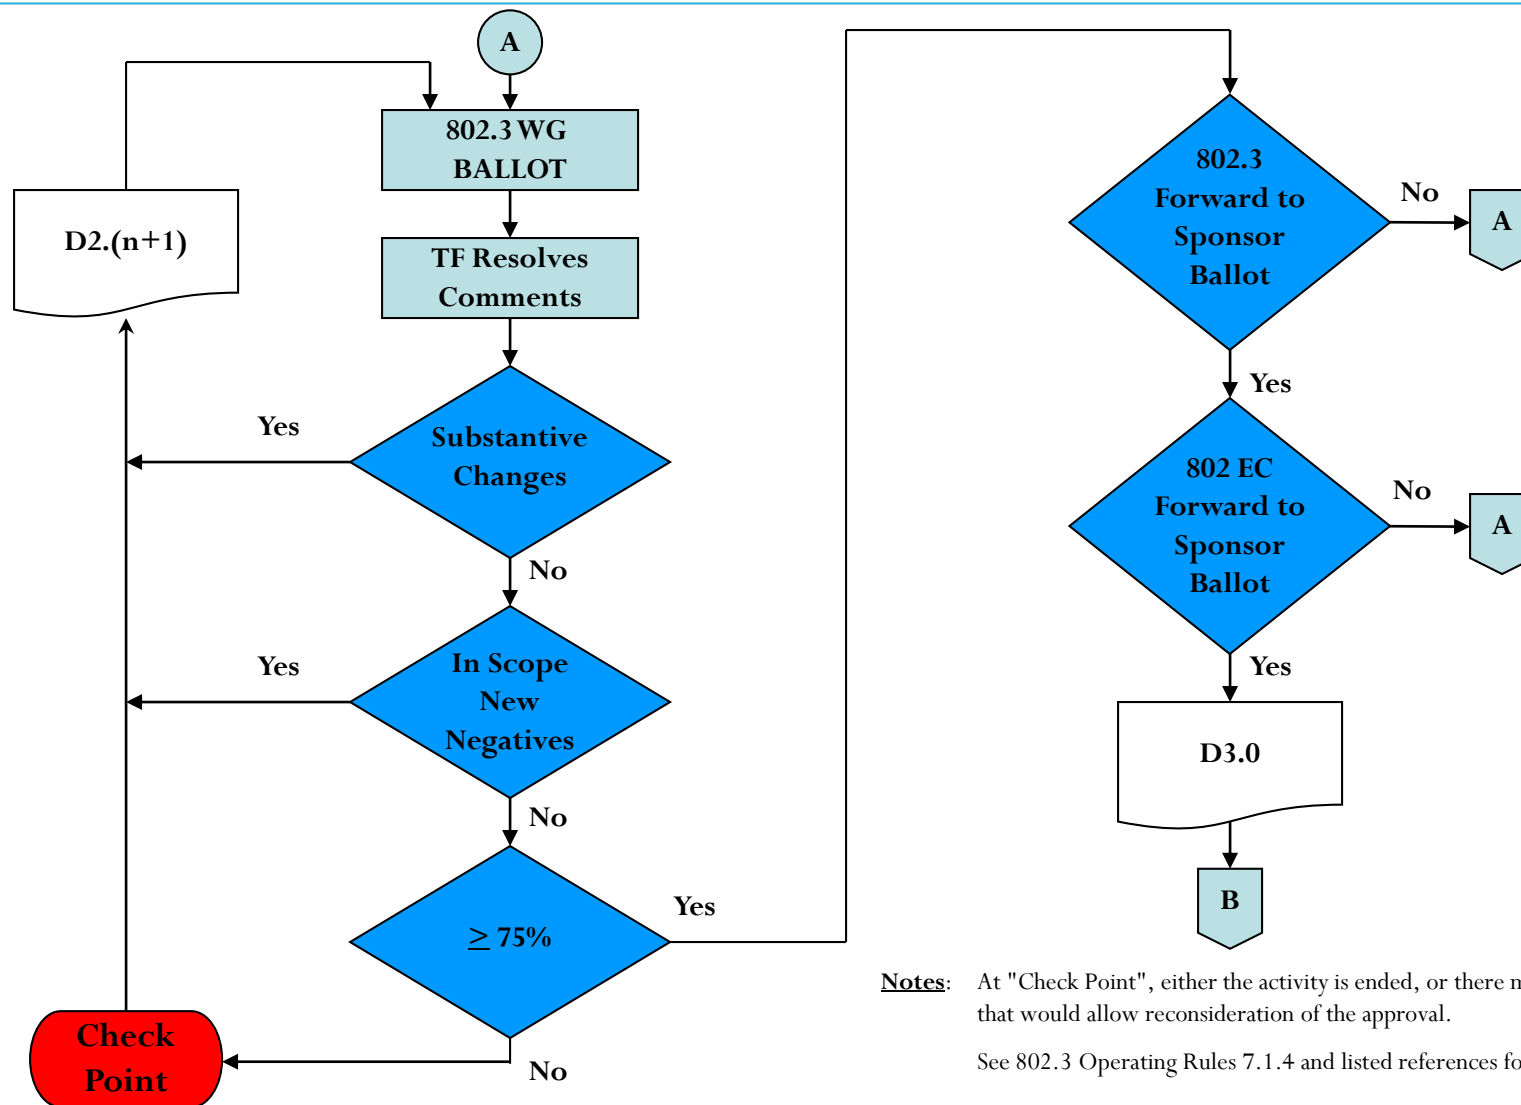 A
802.3 WG
BALLOT
D2.(n+1)
TF Resolves
Comments
Yes
Substantive
Changes
No
Yes
In Scope
New
Negatives
No
≥ 75%
Yes
No
Check
Point
802.3
Forward to
Sponsor
Ballot
No
A
Yes
802 EC
Forward to
Sponsor
Ballot
No
A
Yes
D3.0
B
Notes: At "Check Point", either the activity is ended, or there
that would allow reconsideration of the approval.
See 802.3 Operating Rules 7.1.4 and listed references